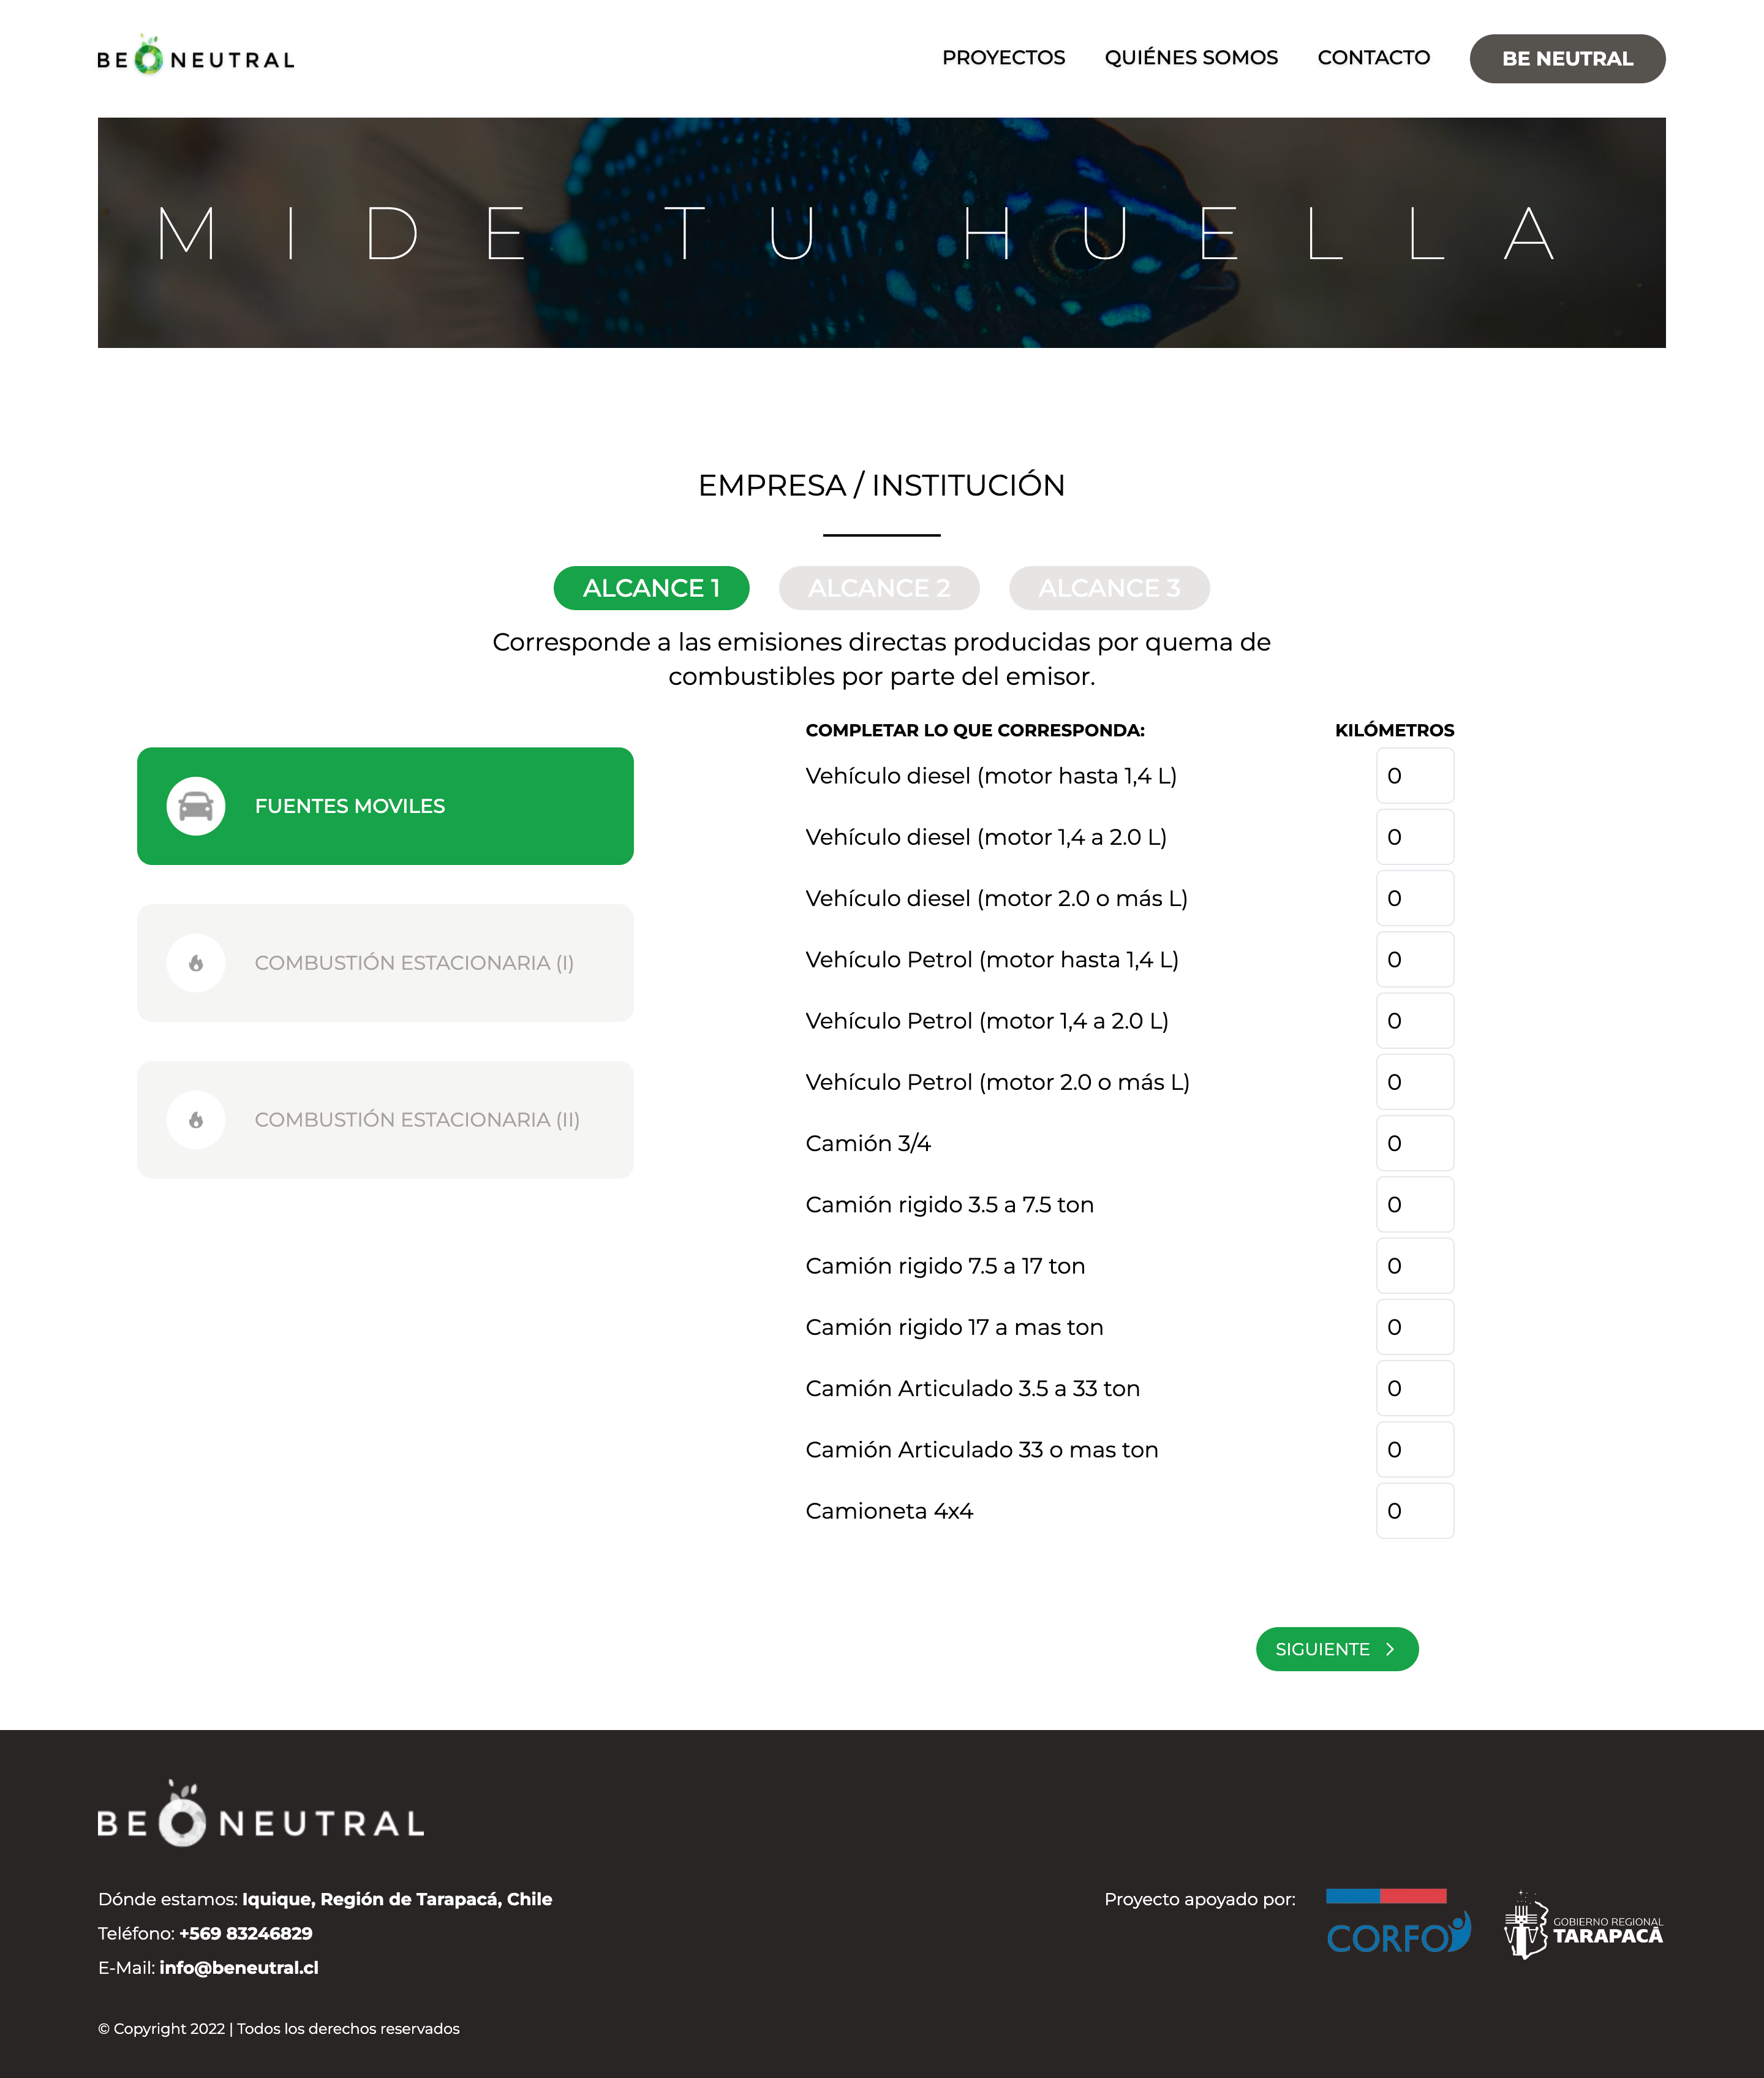 BE NEUTRAL
PROYECTOS
QUIÉNES SOMOS
CONTACTO
BE NEUTRAL
MIDE TU HUELLA
EMPRESA / INSTITUCIÓN
ALCANCE 1
ALCANCE 2
ALCANCE 3
Corresponde a las emisiones directas producidas por quema de
combustibles por parte del emisor.
FUENTES MOVILES
COMBUSTIÓN ESTACIONARIA (I)
COMBUSTIÓN ESTACIONARIA (II)
COMPLETAR LO QUE CORRESPONDA: KILÓMETROS
Vehículo diesel (motor hasta 1,4 L) 0
Vehículo diesel (motor 1,4 a 2.0 L) 0
Vehículo diesel (motor 2.0 o más L) 0
Vehículo Petrol (motor hasta 1,4 L) 0
Vehículo Petrol (motor 1,4 a 2.0 L) 0
Vehículo Petrol (motor 2.0 o más L) 0
Camión 3/4 0
Camión rigido 3.5 a 7.5 ton 0
Camión rigido 7.5 a 17 ton 0
Camión rigido 17 a mas ton 0
Camión Articulado 3.5 a 33 ton 0
Camión Articulado 33 o mas ton 0
Camioneta 4x4 0
SIGUIENTE
BE NEUTRAL
Dónde estamos: Iquique, Región de Tarapacá, Chile
Teléfono: +569 83246829
E-Mail: info@beneutral.cl
Proyecto apoyado por:
CORFO
GOBIERNO REGIONAL
TARAPACÁ
© Copyright 2022 | Todos los derechos reservados